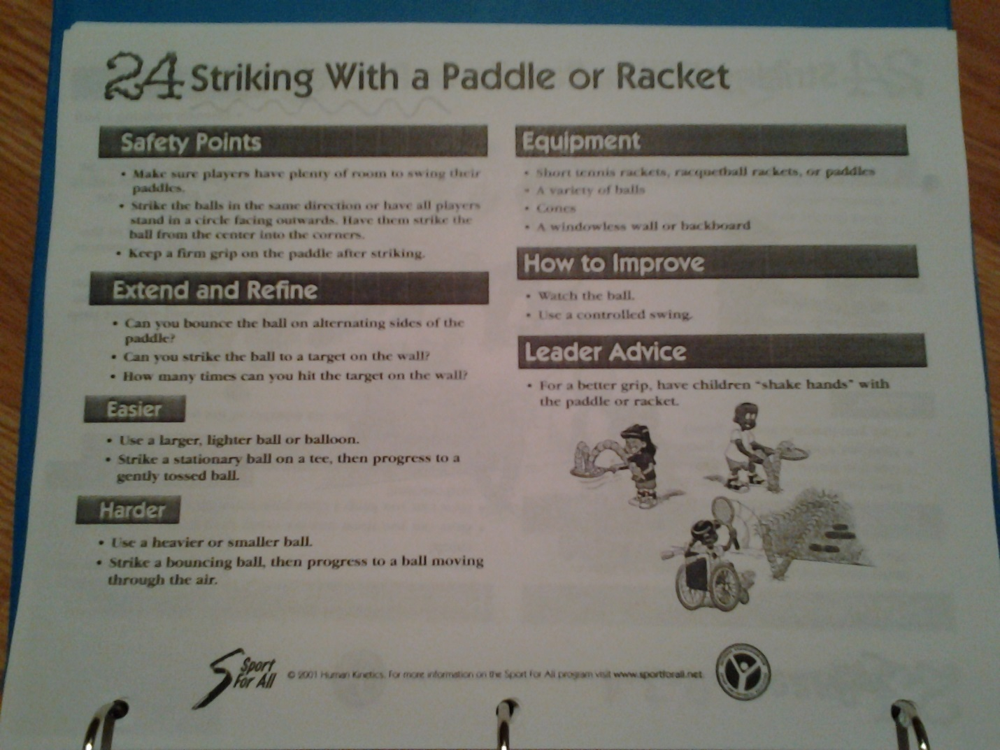 24 Striking With a Paddle or Racket
Safety Points
• Make sure players have plenty of room to swing their
paddles.
• Strike the balls in the same direction or have all players
stand in a circle facing outwards. Have them strike the
ball from the center into the corners.
• Keep a firm grip on the paddle after striking.
Extend and Refine
• Can you bounce the ball on alternating sides of the
paddle?
• Can you strike the ball to a target on the wall?
• How many times can you hit the target on the wall?
Easier
• Use a larger, lighter ball or balloon.
• Strike a stationary ball on a tee, then progress to a
gently tossed ball.
Harder
• Use a heavier or smaller ball.
• Strike a bouncing ball, then progress to a ball moving
through the air.
Equipment
• Short tennis rackets, racquetball rackets, or paddles
• A variety of balls
• Cones
• A windowless wall or backboard
How to Improve
• Watch the ball.
• Use a controlled swing.
Leader Advice
• For a better grip, have children "shake hands" with
the paddle or racket.
Sport
For All
© 2001 Human Kinetics. For more information on the Sport For All program visit www.sportforall.net